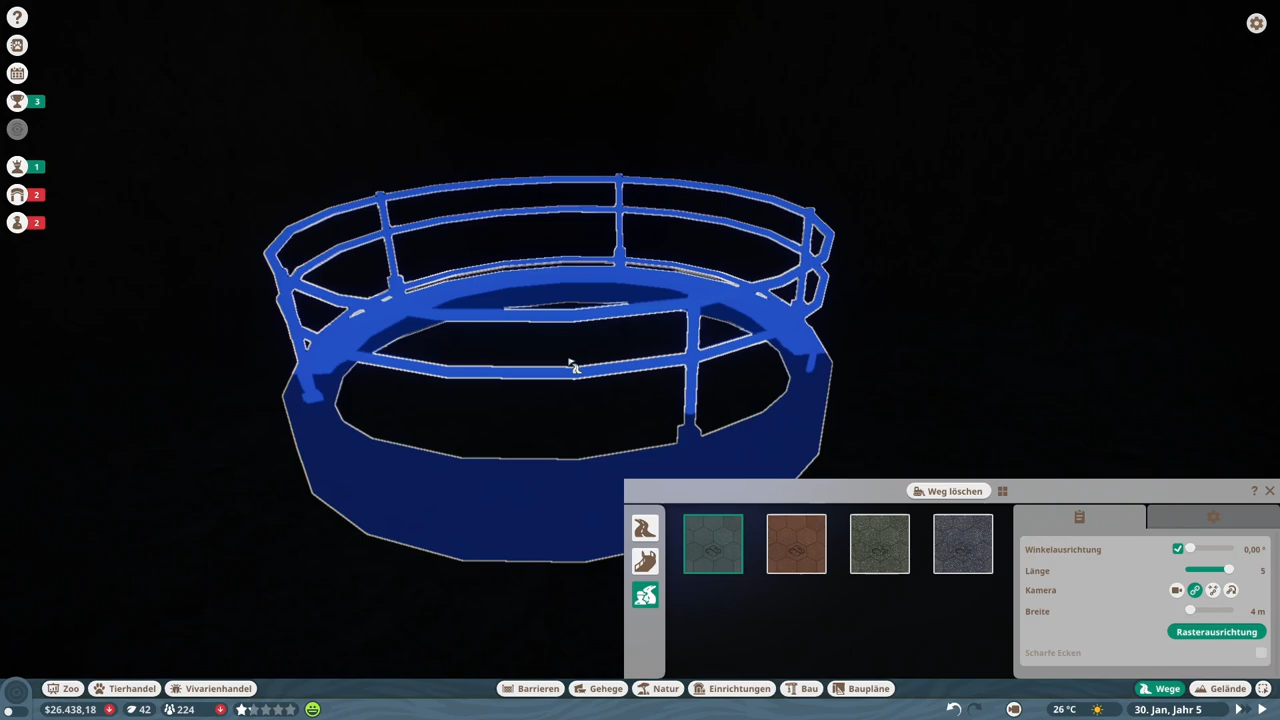 ?
3
1
2
2
Weg löschen
?
Winkelausrichtung 0,00 °
Länge 5
Kamera
Breite 4 m
Rasterausrichtung
Scharfe Ecken
Zoo Tierhandel Vivarienhandel Barrieren Gehege Natur Einrichtungen Bau Baupläne Wege Gelände
$26.438,18 42 224 26 °C 30. Jan, Jahr 5